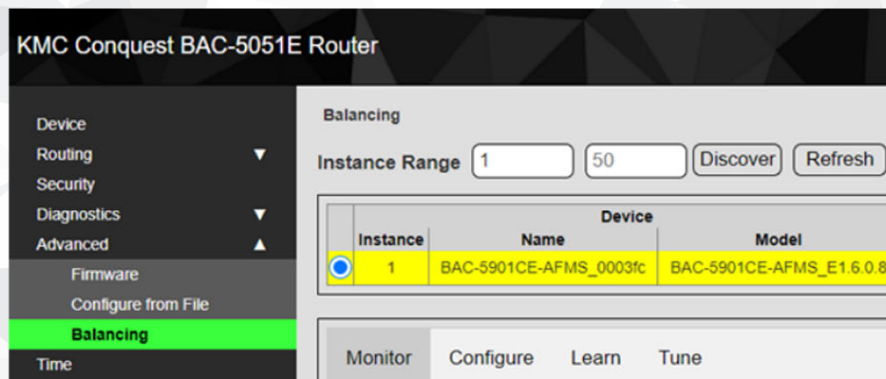 KMC Conquest BAC-5051E Router
Device
Routing ▼
Security
Diagnostics ▼
Advanced ▲
Firmware
Configure from File
Balancing
Time
Balancing
Instance Range 1 50 Discover Refresh
Device
Instance Name Model
1 BAC-5901CE-AFMS_0003fc BAC-5901CE-AFMS_E1.6.0.8
Monitor Configure Learn Tune